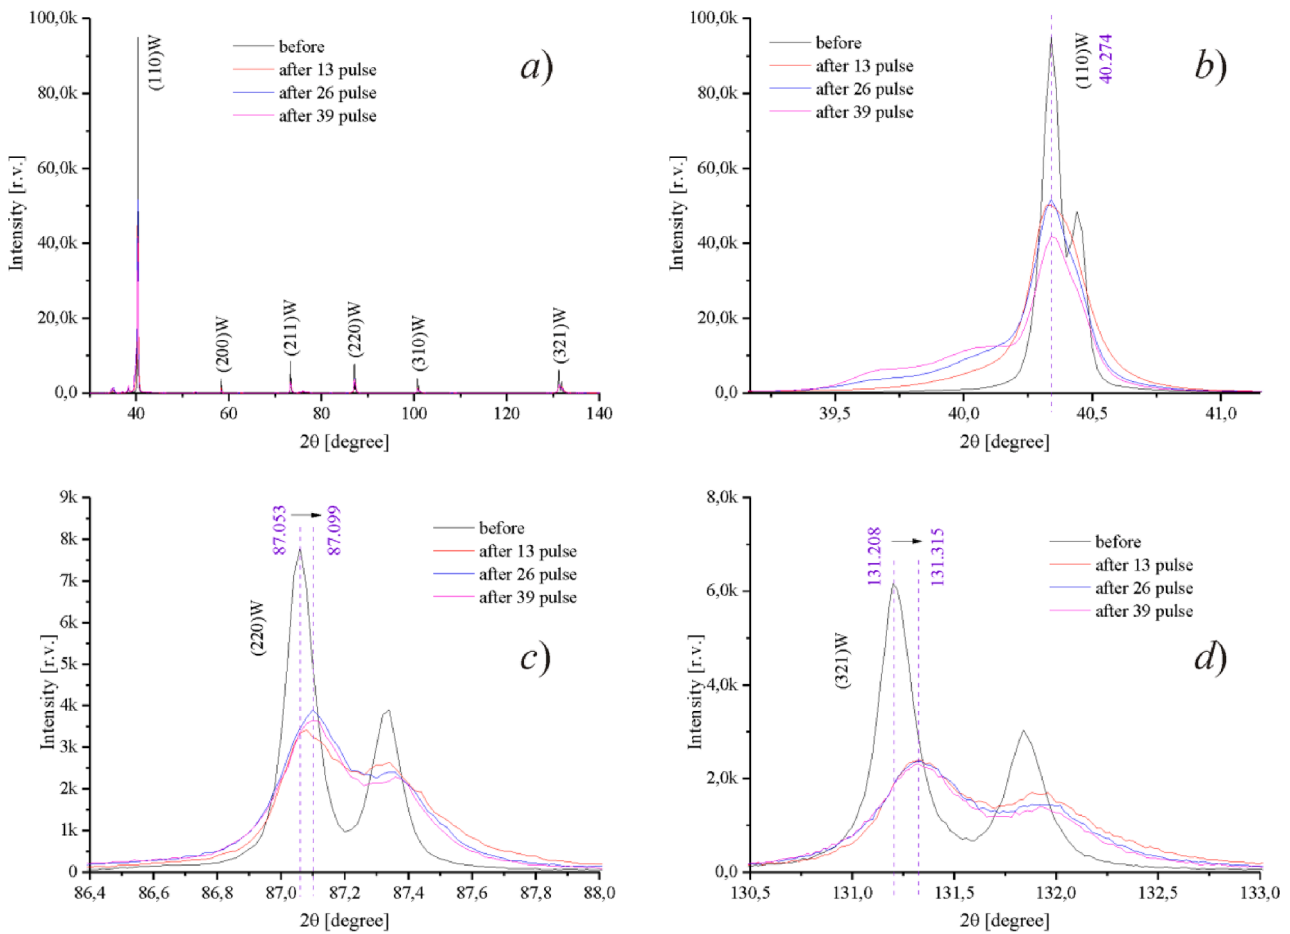 100,0k
80,0k
60,0k
40,0k
20,0k
0,0
Intensity [r.v.]
40
60
80
100
120
140
2θ [degree]
(110)W
(200)W
(211)W
(220)W
(310)W
(321)W
before
after 13 pulse
after 26 pulse
after 39 pulse
a)
100,0k
80,0k
60,0k
40,0k
20,0k
0,0
Intensity [r.v.]
39,5
40,0
40,5
41,0
2θ [degree]
before
after 13 pulse
after 26 pulse
after 39 pulse
(110)W
40.274
b)
9k
8k
7k
6k
5k
4k
3k
2k
1k
0
Intensity [r.v.]
86,4
86,6
86,8
87,0
87,2
87,4
87,6
87,8
88,0
2θ [degree]
(220)W
87.053
87.099
before
after 13 pulse
after 26 pulse
after 39 pulse
c)
8,0k
6,0k
4,0k
2,0k
0,0
Intensity [r.v.]
130,5
131,0
131,5
132,0
132,5
133,0
2θ [degree]
(321)W
131.208
131.315
before
after 13 pulse
after 26 pulse
after 39 pulse
d)